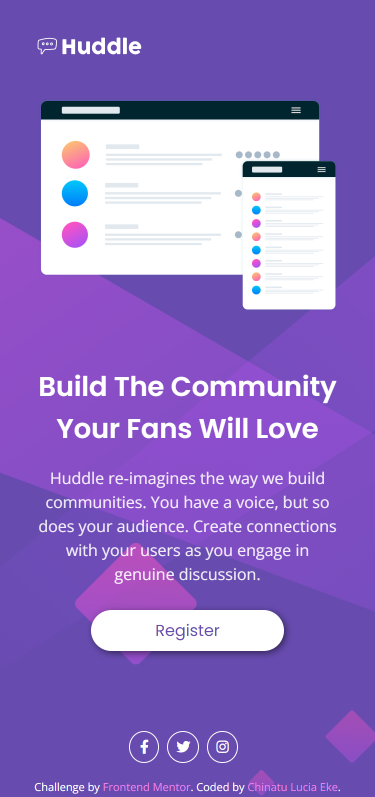 Huddle
Build The Community
Your Fans Will Love
Huddle re-imagines the way we build
communities. You have a voice, but so
does your audience. Create connections
with your users as you engage in
genuine discussion.
Register
Challenge by Frontend Mentor. Coded by Chinatu Lucia Eke.